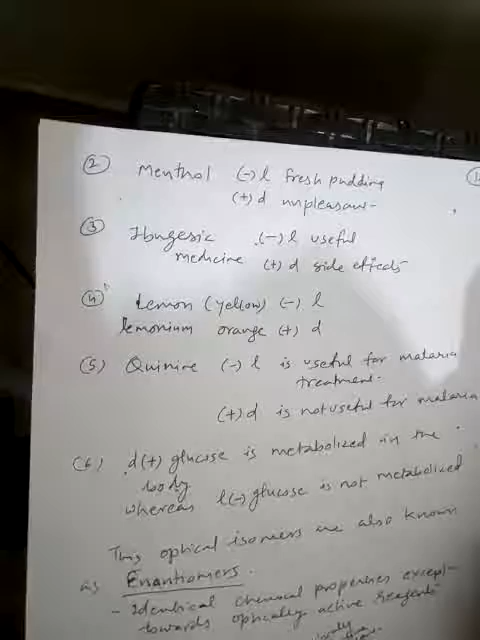 (2) Menthol (-) l fresh pudding
(+) d unpleasant
(3) Ibugesic (-) l useful
medicine (+) d side effects
(4) Lemon (yellow) (-) l
lemonium orange (+) d
(5) Quinine (-) l is useful for malaria
treatment.
(+) d is not useful for malaria
(6) d(+) glucose is metabolized in the
body
whereas l(-) glucose is not metabolized
This optical isomers are also known
as Enantiomers.
- Identical chemical properties except
towards optically active reagents